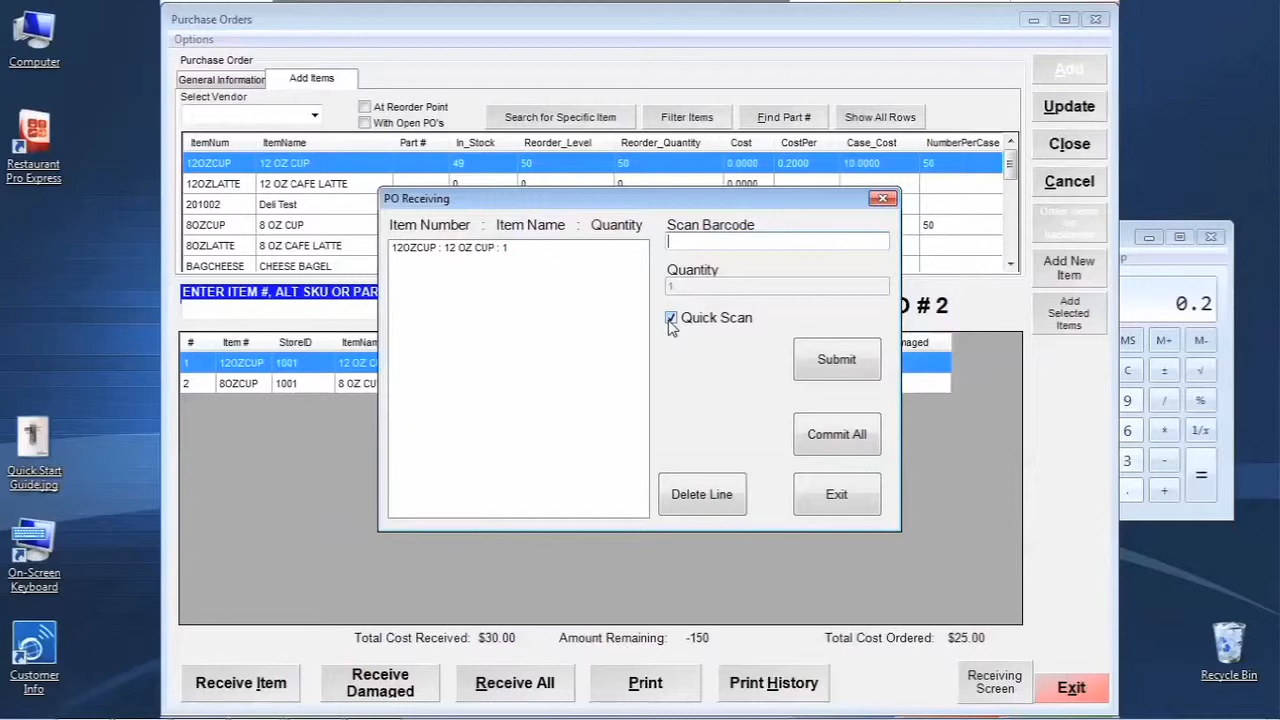 Purchase Orders
Options
Purchase Order
General Information
Add Items
Select Vendor
At Reorder Point
With Open PO's
Search for Specific Item
Filter Items
Find Part #
Show All Rows
ItemNum ItemName Part # In_Stock Reorder_Level Reorder_Quantity Cost CostPer Case_Cost NumberPerCase
12OZCUP 12 OZ CUP 49 50 50 0.0000 0.2000 10.0000 50
12OZLATTE 12 OZ CAFE LATTE 0 0 0 0.0000
201002 Deli Test
8OZCUP 8 OZ CUP 50
8OZLATTE 8 OZ CAFE LATTE
BAGCHEESE CHEESE BAGEL
ENTER ITEM #, ALT SKU OR PAR
O # 2
# Item # StoreID ItemNam maged
1 12OZCUP 1001 12 OZ C
2 8OZCUP 1001 8 OZ CU
PO Receiving
Item Number : Item Name : Quantity
12OZCUP : 12 OZ CUP : 1
Scan Barcode
Quantity
1
Quick Scan
Submit
Commit All
Delete Line
Exit
Total Cost Received: $30.00 Amount Remaining: -150 Total Cost Ordered: $25.00
Receive Item
Receive
Damaged
Receive All
Print
Print History
Receiving
Screen
Exit
Add
Update
Close
Cancel
Add New
Item
Add
Selected
Items
p
0.2
MS M+ M-
C ± √
9 / %
6 * 1/x
3 - =
. +
Computer
Restaurant
Pro Express
Quick Start
Guide.jpg
On-Screen
Keyboard
Customer
Info
Recycle Bin